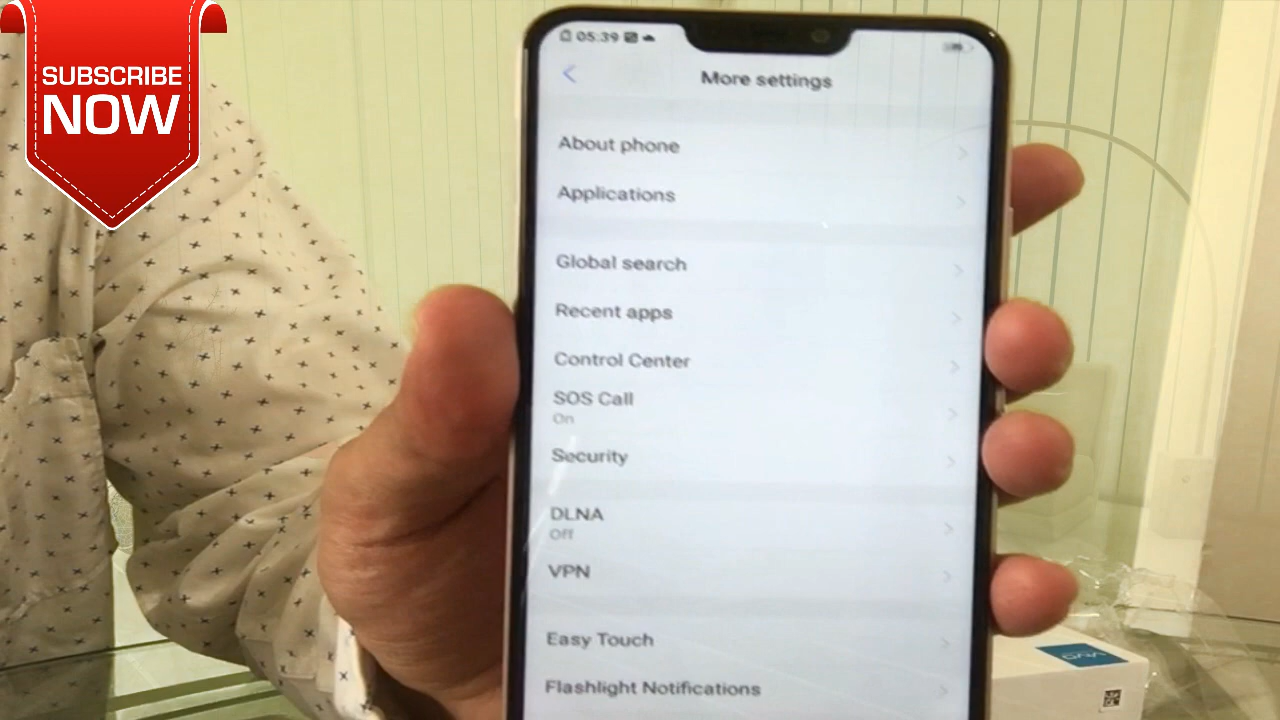 SUBSCRIBE
NOW
05:39
More settings
About phone
Applications
Global search
Recent apps
Control Center
SOS Call
On
Security
DLNA
Off
VPN
Easy Touch
Flashlight Notifications
vivo